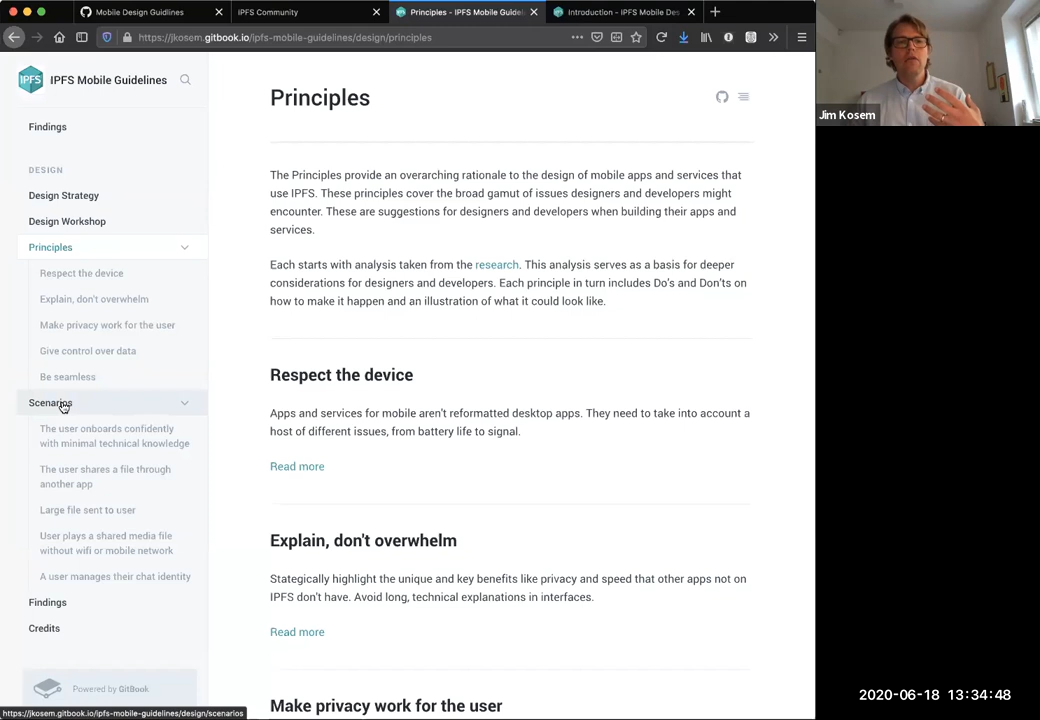 Mobile Design Guidlines
IPFS Community
Principles - IPFS Mobile Guidel
Introduction - IPFS Mobile Des
https://jkosem.gitbook.io/ipfs-mobile-guidelines/design/principles
IPFS
IPFS Mobile Guidelines
Findings
DESIGN
Design Strategy
Design Workshop
Principles
Respect the device
Explain, don't overwhelm
Make privacy work for the user
Give control over data
Be seamless
Scenarios
The user onboards confidently
with minimal technical knowledge
The user shares a file through
another app
Large file sent to user
User plays a shared media file
without wifi or mobile network
A user manages their chat identity
Findings
Credits
Powered by GitBook
https://jkosem.gitbook.io/ipfs-mobile-guidelines/design/scenarios
Principles
The Principles provide an overarching rationale to the design of mobile apps and services that
use IPFS. These principles cover the broad gamut of issues designers and developers might
encounter. These are suggestions for designers and developers when building their apps and
services.
Each starts with analysis taken from the research. This analysis serves as a basis for deeper
considerations for designers and developers. Each principle in turn includes Do's and Don'ts on
how to make it happen and an illustration of what it could look like.
Respect the device
Apps and services for mobile aren't reformatted desktop apps. They need to take into account a
host of different issues, from battery life to signal.
Read more
Explain, don't overwhelm
Stategically highlight the unique and key benefits like privacy and speed that other apps not on
IPFS don't have. Avoid long, technical explanations in interfaces.
Read more
Make privacy work for the user
Jim Kosem
2020-06-18 13:34:48